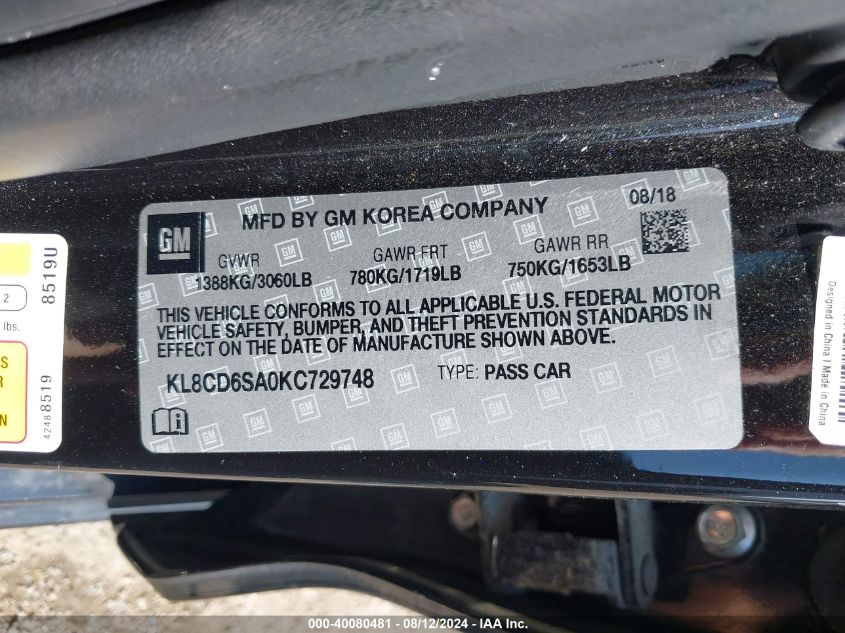 MFD BY GM KOREA COMPANY
08/18
GM
GVWR
GAWR FRT
GAWR RR
1388KG/3060LB
780KG/1719LB
750KG/1653LB
THIS VEHICLE CONFORMS TO ALL APPLICABLE U.S. FEDERAL MOTOR
VEHICLE SAFETY, BUMPER, AND THEFT PREVENTION STANDARDS IN
EFFECT ON THE DATE OF MANUFACTURE SHOWN ABOVE.
KL8CD6SA0KC729748
TYPE: PASS CAR
2
lbs.
8519U
42488519
Designed in China | Made in China
000-40080481 - 08/12/2024 - IAA Inc.